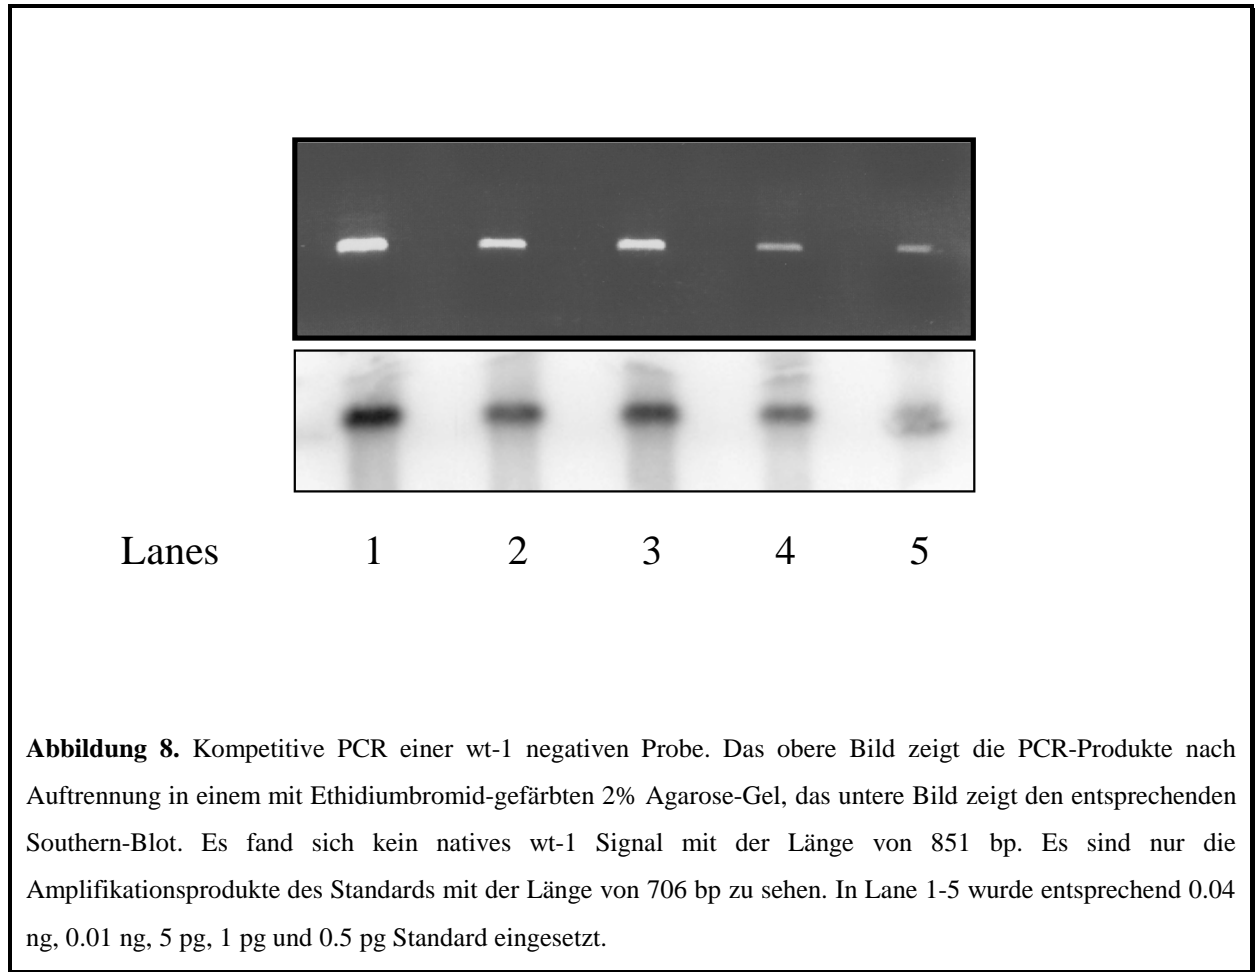 Lanes 1 2 3 4 5
Abbildung 8. Kompetitive PCR einer wt-1 negativen Probe. Das obere Bild zeigt die PCR-Produkte nach
Auftrennung in einem mit Ethidiumbromid-gefärbten 2% Agarose-Gel, das untere Bild zeigt den entsprechenden
Southern-Blot. Es fand sich kein natives wt-1 Signal mit der Länge von 851 bp. Es sind nur die
Amplifikationsprodukte des Standards mit der Länge von 706 bp zu sehen. In Lane 1-5 wurde entsprechend 0.04
ng, 0.01 ng, 5 pg, 1 pg und 0.5 pg Standard eingesetzt.